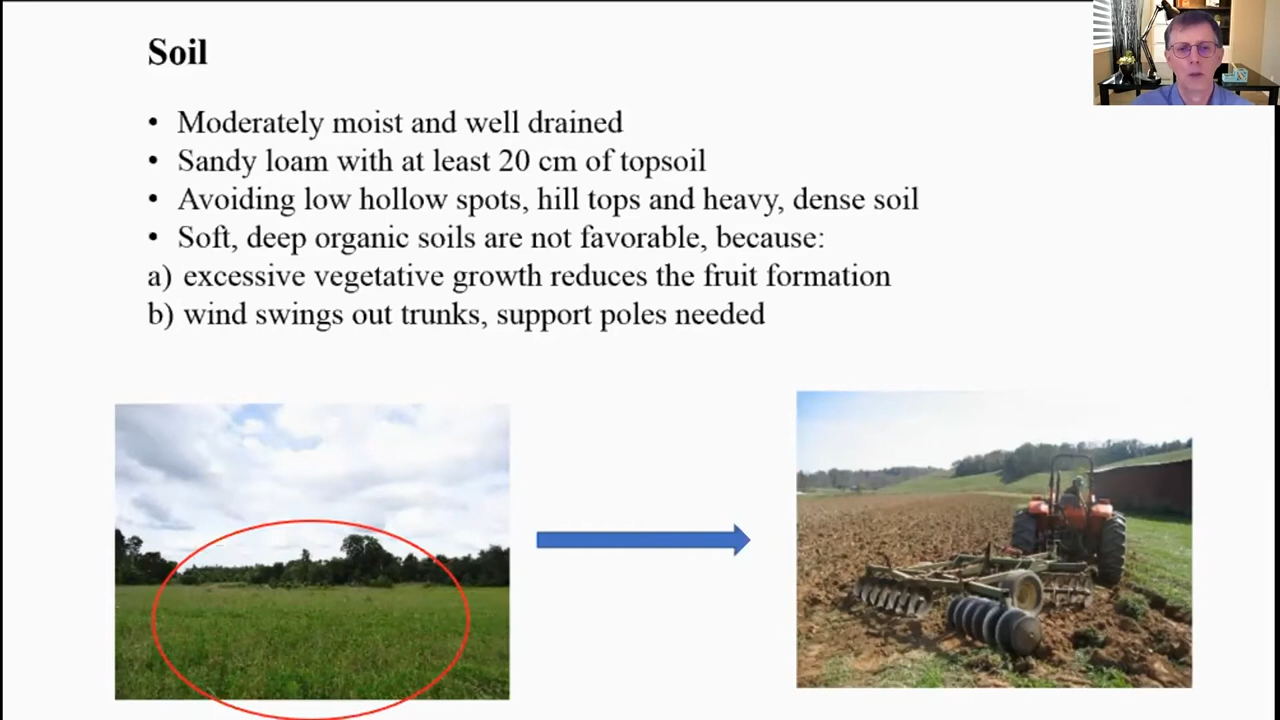 Soil
• Moderately moist and well drained
• Sandy loam with at least 20 cm of topsoil
• Avoiding low hollow spots, hill tops and heavy, dense soil
• Soft, deep organic soils are not favorable, because:
a) excessive vegetative growth reduces the fruit formation
b) wind swings out trunks, support poles needed